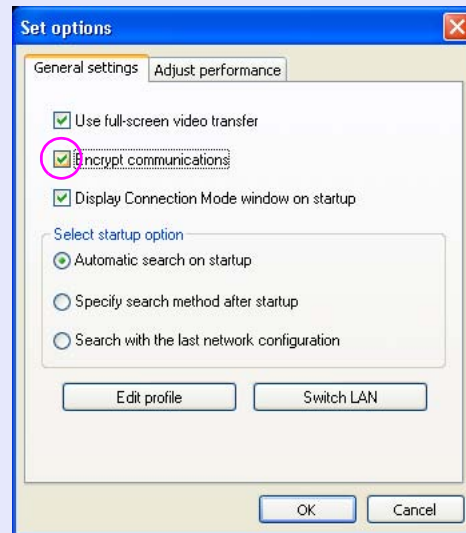 Set options
General settings
Adjust performance
Use full-screen video transfer
Encrypt communications
Display Connection Mode window on startup
Select startup option
Automatic search on startup
Specify search method after startup
Search with the last network configuration
Edit profile
Switch LAN
OK
Cancel